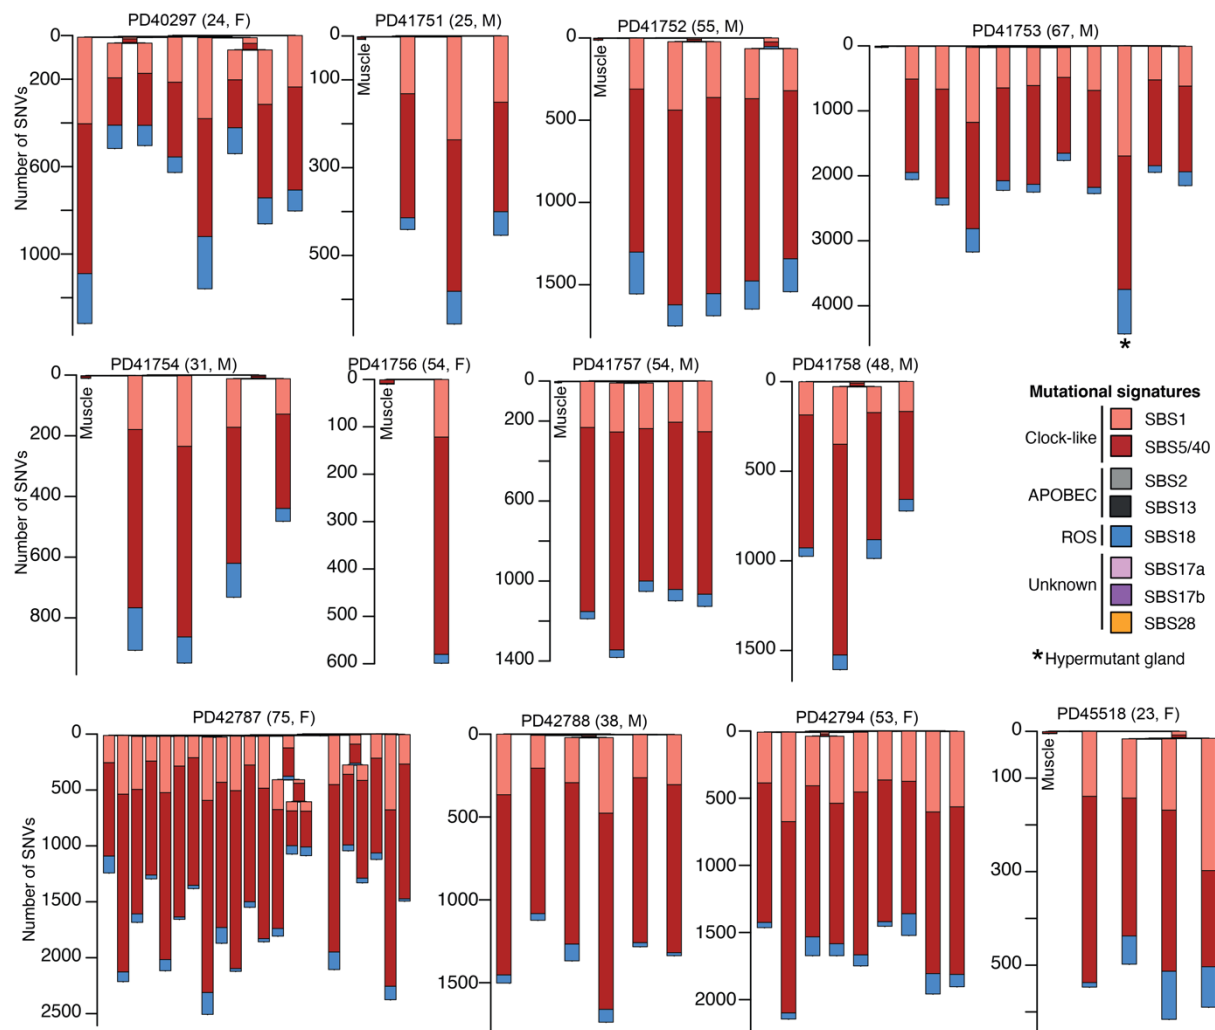 PD40297 (24, F)
Number of SNVs
0
200
600
1000
PD41751 (25, M)
Muscle
0
100
300
500
PD41752 (55, M)
Muscle
0
500
1000
1500
PD41753 (67, M)
0
1000
2000
3000
4000
*
PD41754 (31, M)
Number of SNVs
Muscle
0
200
400
600
800
PD41756 (54, F)
Muscle
0
100
200
300
400
500
600
PD41757 (54, M)
Muscle
0
200
600
1000
1400
PD41758 (48, M)
0
500
1000
1500
Mutational signatures
Clock-like
SBS1
SBS5/40
APOBEC
SBS2
SBS13
ROS
SBS18
Unknown
SBS17a
SBS17b
SBS28
*Hypermutant gland
PD42787 (75, F)
Number of SNVs
0
500
1000
1500
2000
2500
PD42788 (38, M)
0
500
1000
1500
PD42794 (53, F)
0
500
1000
1500
2000
PD45518 (23, F)
Muscle
0
100
300
500